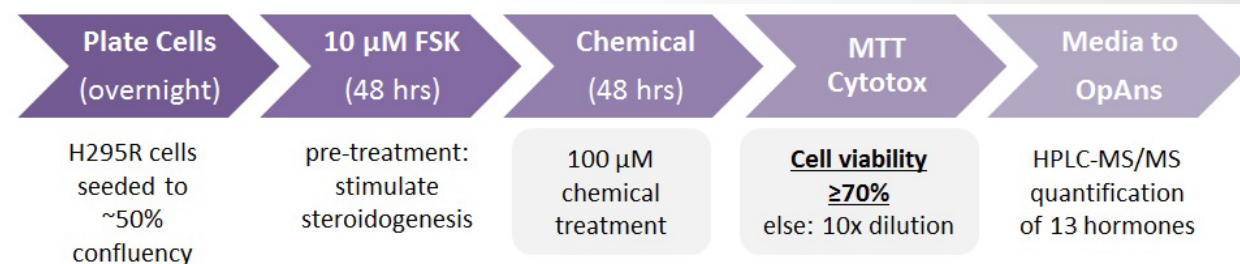 Plate Cells
(overnight)
10 µM FSK
(48 hrs)
Chemical
(48 hrs)
MTT
Cytotox
Media to
OpAns
H295R cells
seeded to
~50%
confluency
pre-treatment:
stimulate
steroidogenesis
100 µM
chemical
treatment
Cell viability
≥70%
else: 10x dilution
HPLC-MS/MS
quantification
of 13 hormones